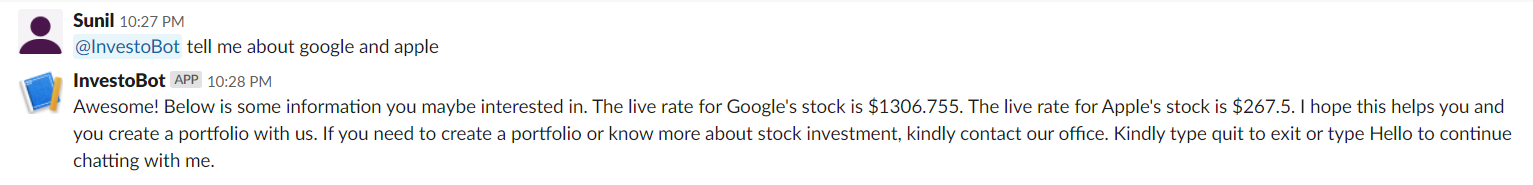 Sunil 10:27 PM
@InvestoBot tell me about google and apple
InvestoBot APP 10:28 PM
Awesome! Below is some information you maybe interested in. The live rate for Google's stock is $1306.755. The live rate for Apple's stock is $267.5. I hope this helps you and
you create a portfolio with us. If you need to create a portfolio or know more about stock investment, kindly contact our office. Kindly type quit to exit or type Hello to continue
chatting with me.